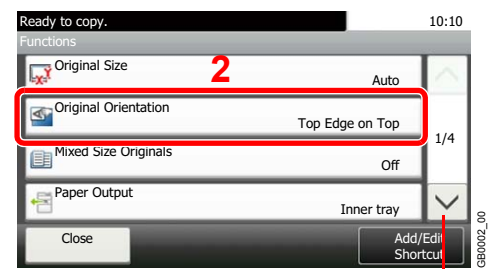 Ready to copy. 10:10
Functions
Original Size
2
Auto
Original Orientation
Top Edge on Top
1/4
Mixed Size Originals
Off
Paper Output
Inner tray
Close
Add/Edit
Shortcut
GB0002_00